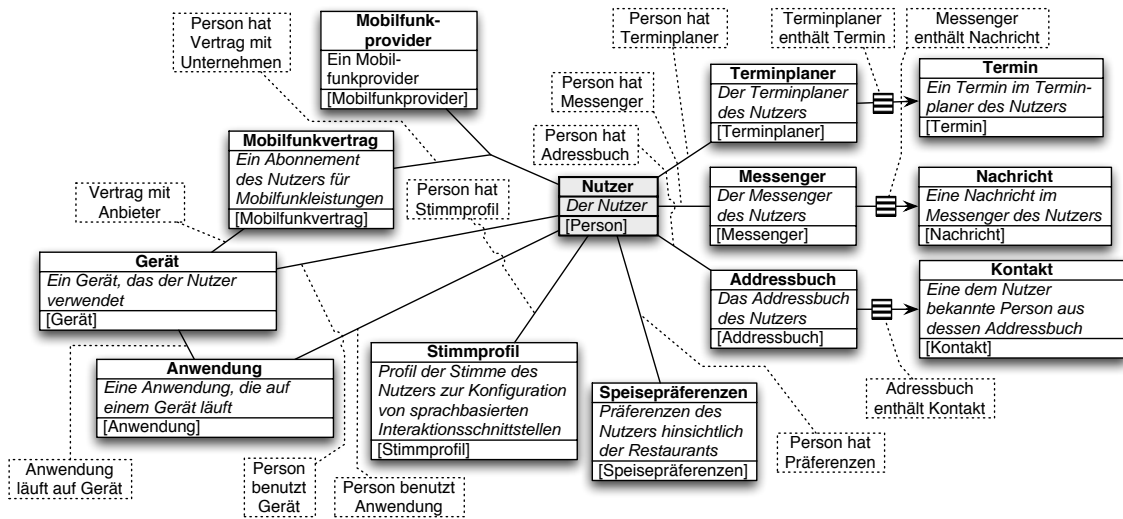 Person hat
Vertrag mit
Unternehmen
Mobilfunk-
provider
Ein Mobil-
funkprovider
[Mobilfunkprovider]
Person hat
Terminplaner
Terminplaner
enthält Termin
Messenger
enthält Nachricht
Person hat
Messenger
Person hat
Adressbuch
Terminplaner
Der Terminplaner
des Nutzers
[Terminplaner]
Termin
Ein Termin im Termin-
planer des Nutzers
[Termin]
Mobilfunkvertrag
Ein Abonnement
des Nutzers für
Mobilfunkleistungen
[Mobilfunkvertrag]
Vertrag mit
Anbieter
Person hat
Stimmprofil
Nutzer
Der Nutzer
[Person]
Messenger
Der Messenger
des Nutzers
[Messenger]
Nachricht
Eine Nachricht im
Messenger des Nutzers
[Nachricht]
Gerät
Ein Gerät, das der Nutzer
verwendet
[Gerät]
Addressbuch
Das Addressbuch
des Nutzers
[Addressbuch]
Kontakt
Eine dem Nutzer
bekannte Person aus
dessen Addressbuch
[Kontakt]
Anwendung
Eine Anwendung, die auf
einem Gerät läuft
[Anwendung]
Stimmprofil
Profil der Stimme des
Nutzers zur Konfiguration
von sprachbasierten
Interaktionsschnittstellen
[Stimmprofil]
Speisepräferenzen
Präferenzen des
Nutzers hinsichtlich
der Restaurants
[Speisepräferenzen]
Adressbuch
enthält Kontakt
Anwendung
läuft auf Gerät
Person
benutzt
Gerät
Person benutzt
Anwendung
Person hat
Präferenzen